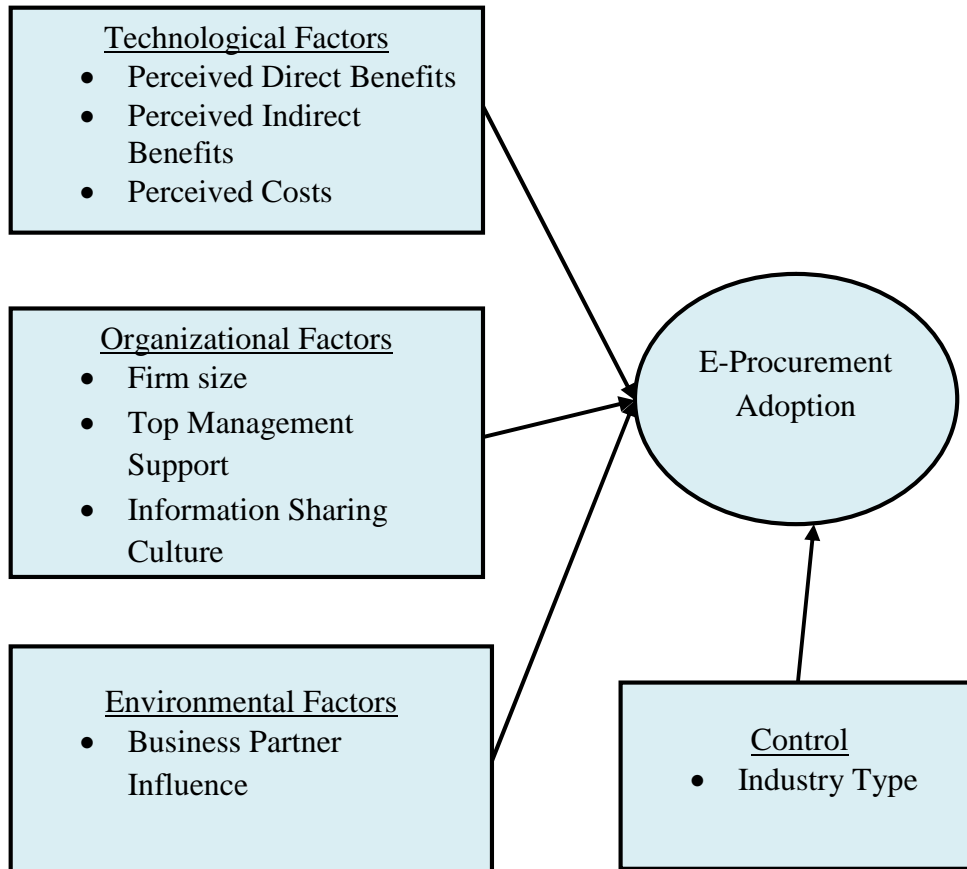 Technological Factors
• Perceived Direct Benefits
• Perceived Indirect
Benefits
• Perceived Costs
Organizational Factors
• Firm size
• Top Management
Support
• Information Sharing
Culture
E-Procurement
Adoption
Environmental Factors
• Business Partner
Influence
Control
• Industry Type